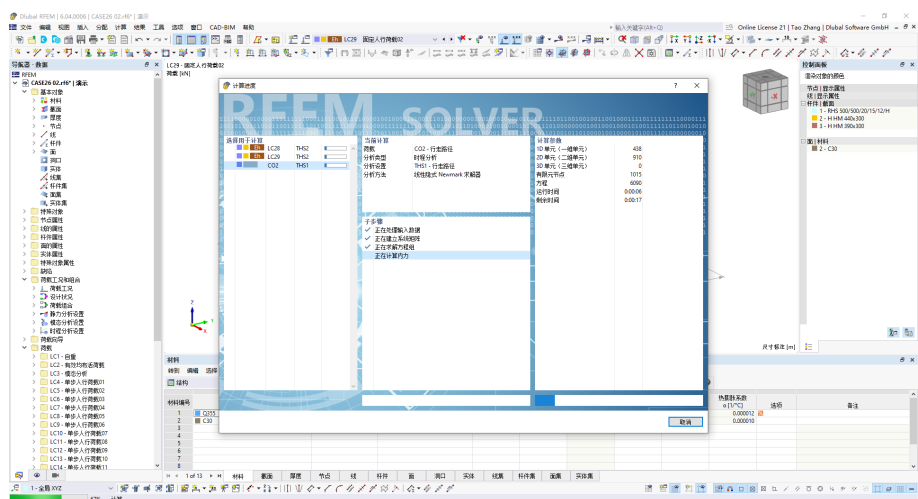 Dlubal RFEM | 6.04.0006 | CASE26 02.rf6* | 演示
文件 编辑 视图 插入 分配 计算 结果 工具 选项 窗口 CAD-BIM 帮助
输入关键字(Alt+Q)
Online License 21 | Tao Zhang | Dlubal Software GmbH
LC29 固定人行荷载02
导航器 - 数据
RFEM
CASE26 02.rf6* | 演示
基本对象
材料
截面
厚度
节点
线
杆件
面
洞口
实体
线集
杆件集
面集
实体集
特殊对象
节点属性
线的属性
杆件属性
面的属性
实体属性
特殊对象属性
缺陷
荷载工况和组合
荷载工况
设计状况
荷载组合
静力分析设置
模态分析设置
时程分析设置
荷载向导
荷载
LC1 - 自重
LC2 - 有效均布活荷载
LC3 - 模态分析
LC4 - 单步人行荷载01
LC5 - 单步人行荷载02
LC6 - 单步人行荷载03
LC7 - 单步人行荷载04
LC8 - 单步人行荷载05
LC9 - 单步人行荷载06
LC10 - 单步人行荷载07
LC11 - 单步人行荷载08
LC12 - 单步人行荷载09
LC13 - 单步人行荷载10
LC14 - 单步人行荷载11
LC29 - 固定人行荷载02
荷载 [kN]
计算进度
RFEM SOLVER
选择用于计算
LC28 THS2
LC29 THS2
CO2 THS1
当前计算
荷载 CO2 - 行走路径
分析类型 时程分析
分析设置 THS1 - 行走路径
分析方法 线性隐式 Newmark 求解器
子步骤
正在处理输入数据
正在建立系统矩阵
正在求解方程组
正在计算内力
计算参数
1D 单元（一维单元） 438
2D 单元（二维单元） 910
3D 单元（三维单元） 0
有限元节点 1015
方程 6090
运行时间 0:00:06
剩余时间 0:00:17
取消
控制面板
渲染对象的颜色
节点 | 显示属性
线 | 显示属性
杆件 | 截面
1 - RHS 500/500/20/15/12/H
2 - H HM 440x300
3 - H HM 390x300
面 | 材料
2 - C30
尺寸标注 [m]
材料
转到 编辑 选择
结构
材料编号
热膨胀系数
α [1/°C]
选项
备注
1 Q355 0.000012
2 C30 0.000010
3
4
5
6
7
8
1 of 13
材料 截面 厚度 节点 线 杆件 面 洞口 实体 线集 杆件集 面集 实体集
1 - 全局 XYZ